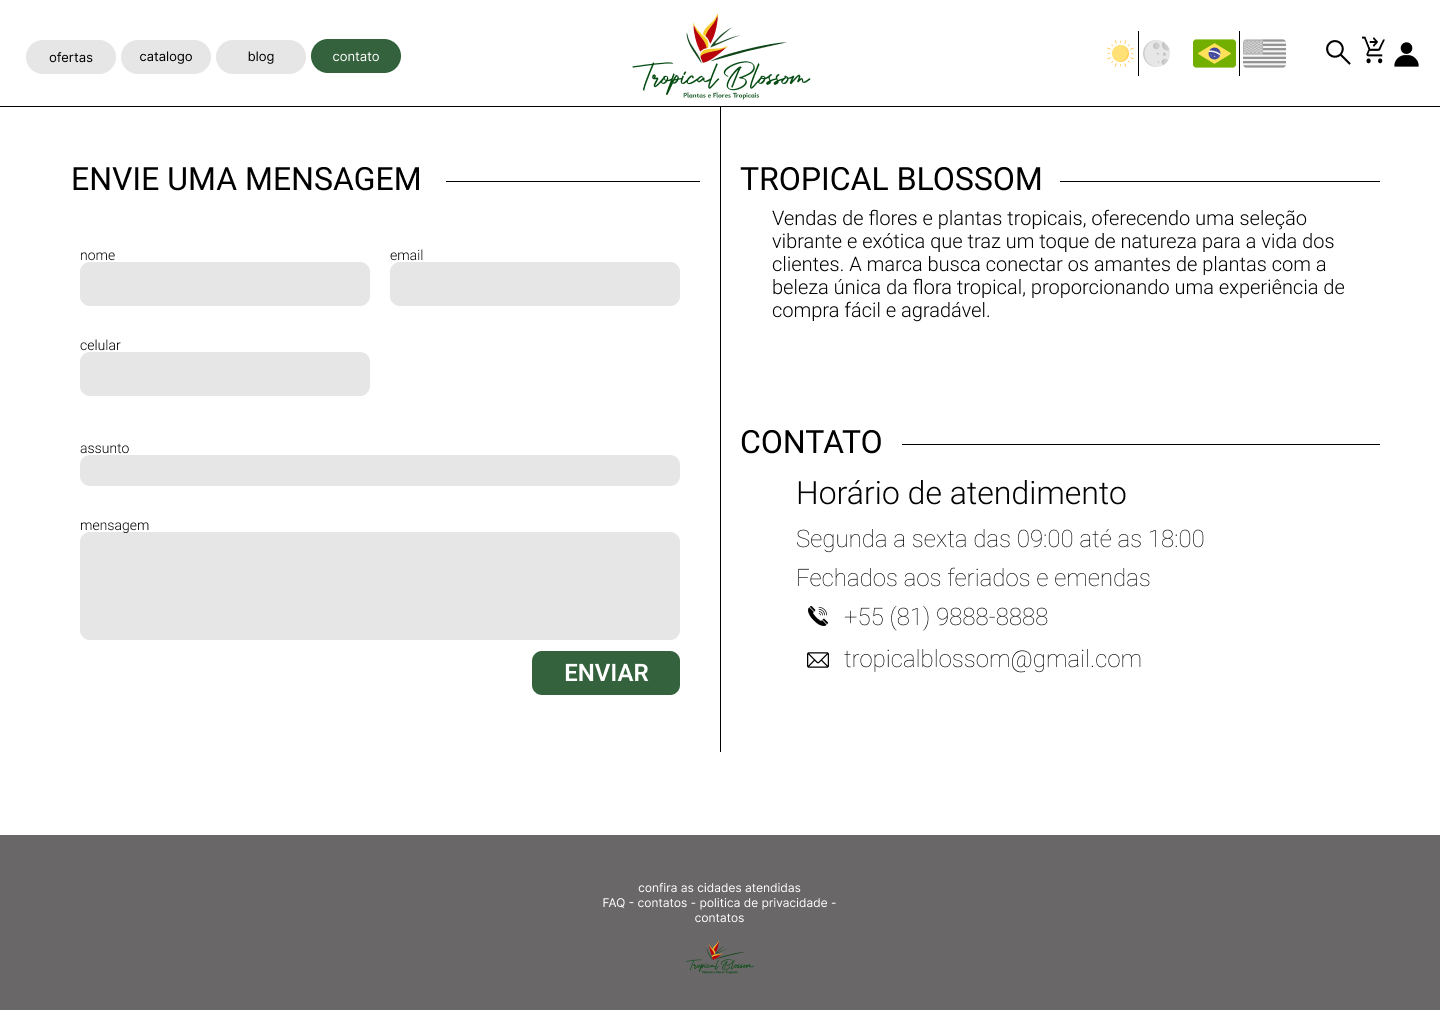 ofertas
catalogo
blog
contato
Tropical Blossom
Plantas e Flores Tropicais
ENVIE UMA MENSAGEM
nome
email
celular
assunto
mensagem
ENVIAR
TROPICAL BLOSSOM
Vendas de flores e plantas tropicais, oferecendo uma seleção
vibrante e exótica que traz um toque de natureza para a vida dos
clientes. A marca busca conectar os amantes de plantas com a
beleza única da flora tropical, proporcionando uma experiência de
compra fácil e agradável.
CONTATO
Horário de atendimento
Segunda a sexta das 09:00 até as 18:00
Fechados aos feriados e emendas
+55 (81) 9888-8888
tropicalblossom@gmail.com
confira as cidades atendidas
FAQ - contatos - politica de privacidade -
contatos
Tropical Blossom